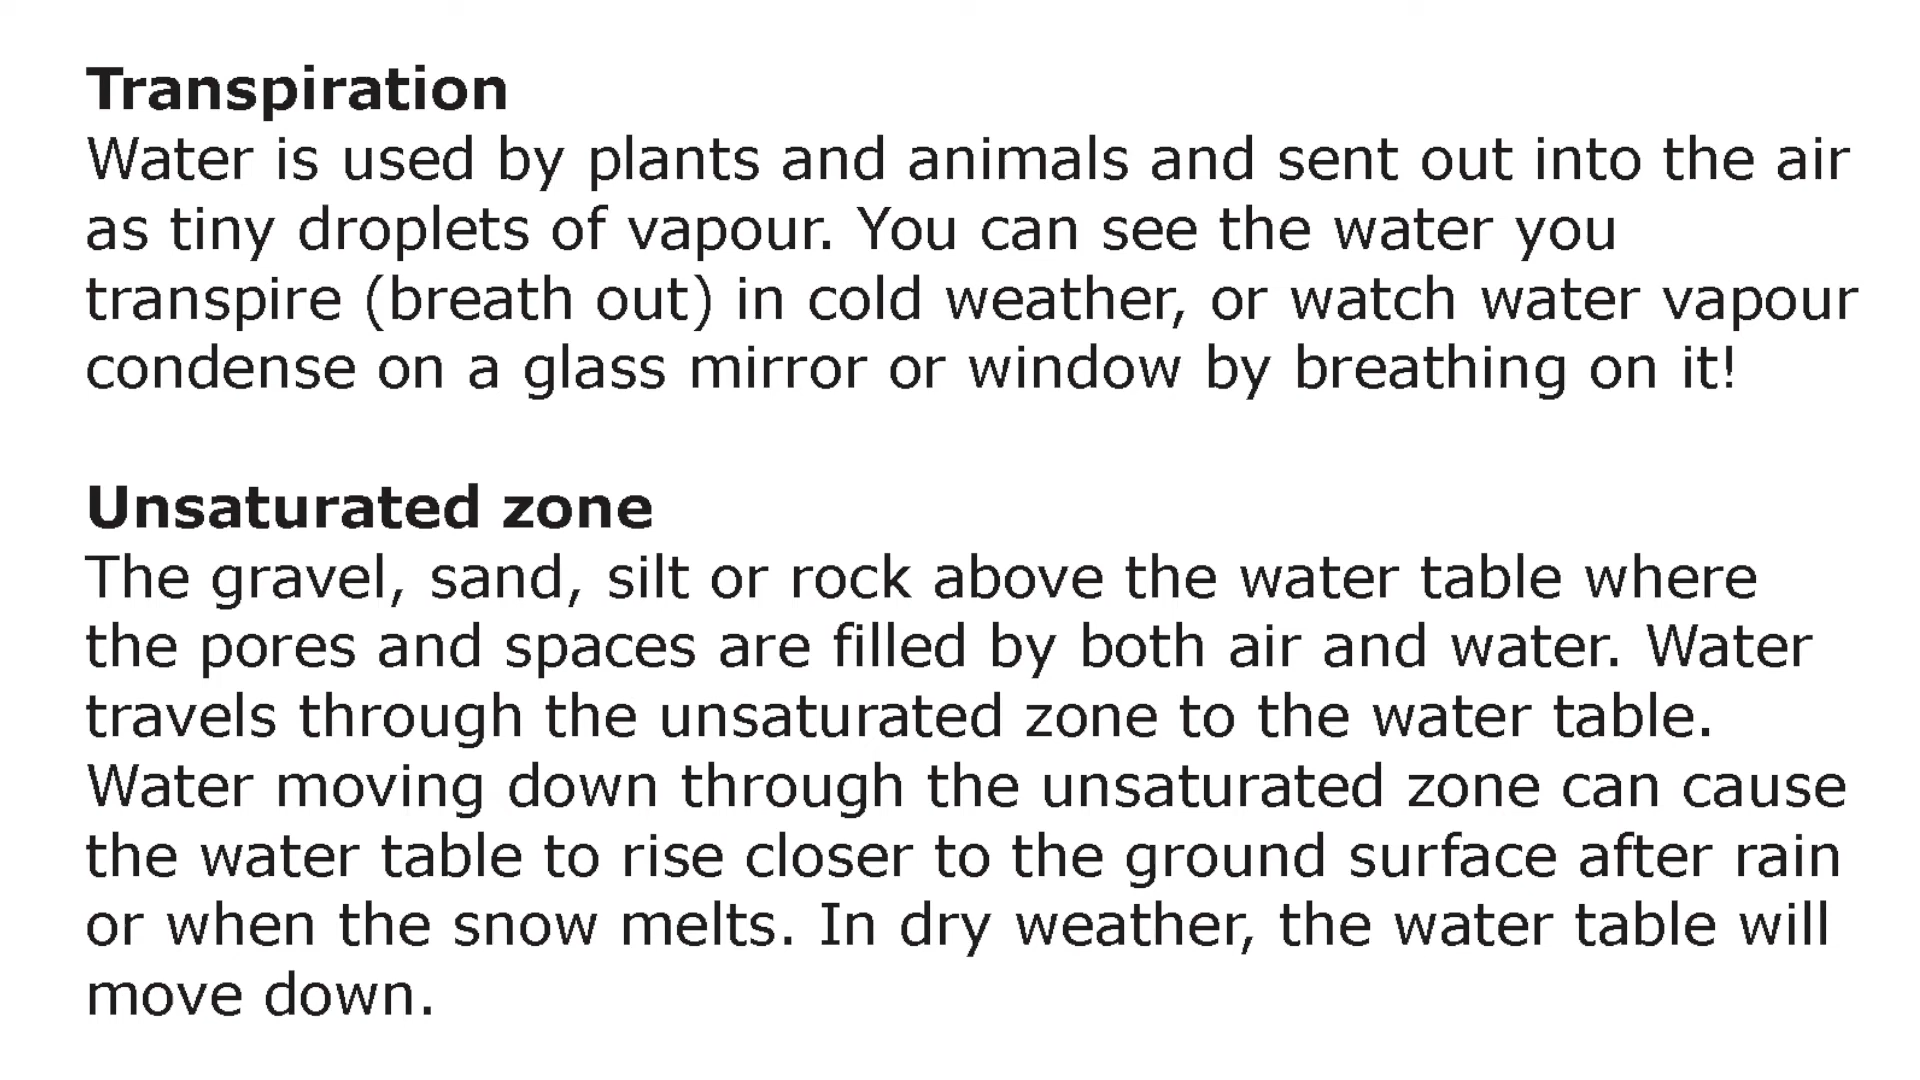 Transpiration
Water is used by plants and animals and sent out into the air
as tiny droplets of vapour. You can see the water you
transpire (breath out) in cold weather, or watch water vapour
condense on a glass mirror or window by breathing on it!
Unsaturated zone
The gravel, sand, silt or rock above the water table where
the pores and spaces are filled by both air and water. Water
travels through the unsaturated zone to the water table.
Water moving down through the unsaturated zone can cause
the water table to rise closer to the ground surface after rain
or when the snow melts. In dry weather, the water table will
move down.